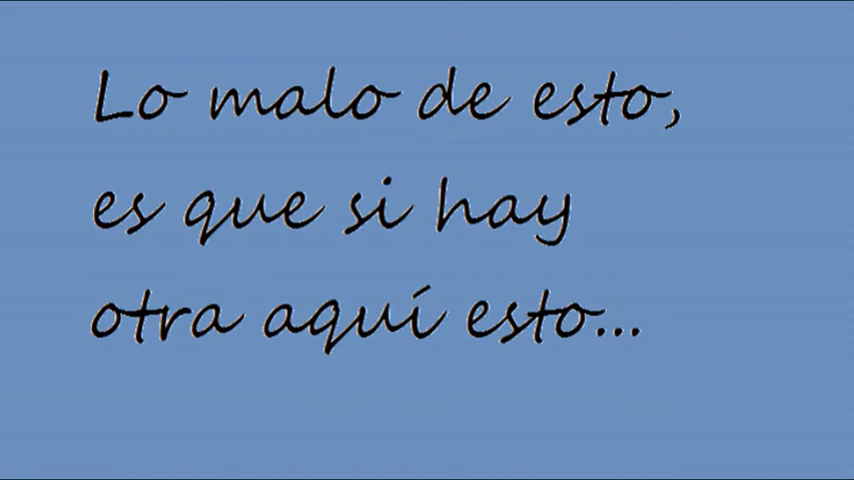 Lo malo de esto,
es que si hay
otra aquí esto...